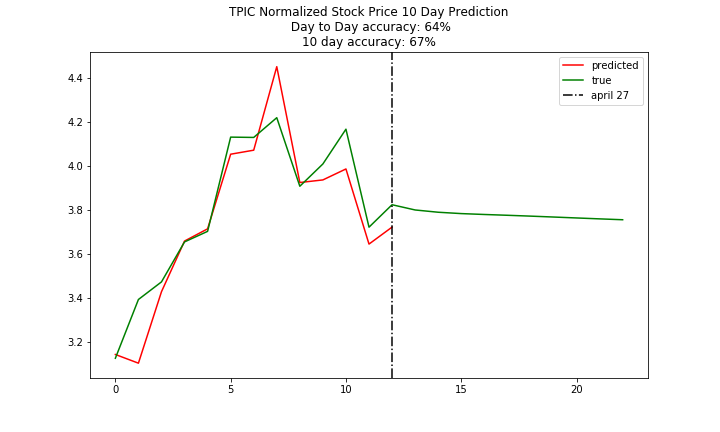 TPIC Normalized Stock Price 10 Day Prediction
Day to Day accuracy: 64%
10 day accuracy: 67%
predicted
true
april 27
4.4
4.2
4.0
3.8
3.6
3.4
3.2
0 5 10 15 20